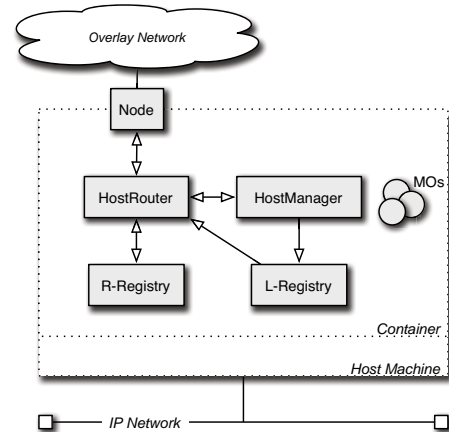 Overlay Network
Node
HostRouter
HostManager
MOs
R-Registry
L-Registry
Container
Host Machine
IP Network